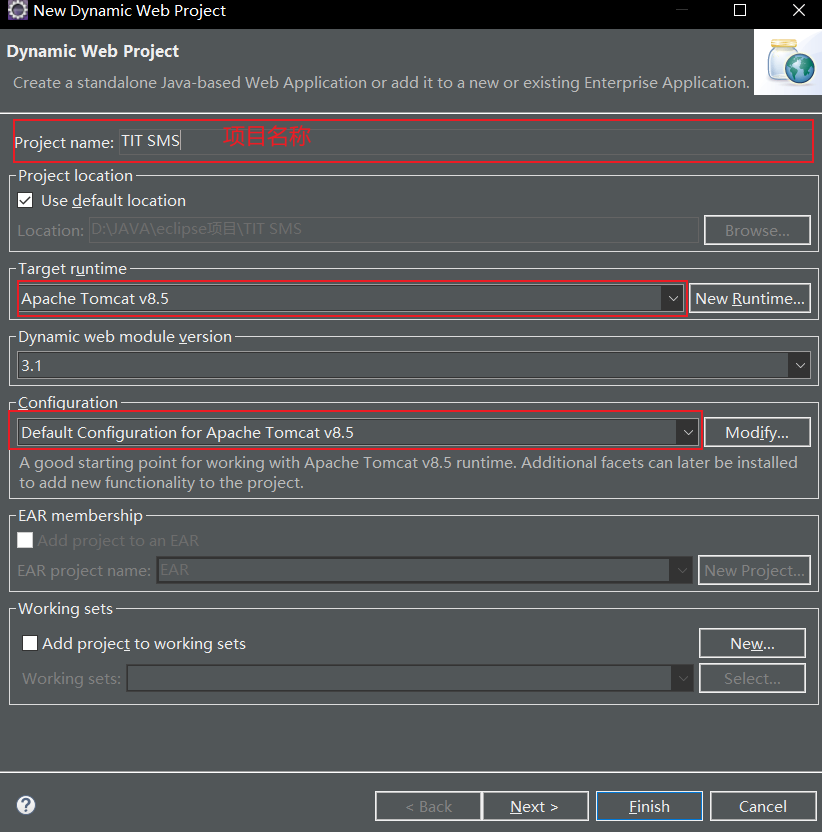 New Dynamic Web Project
Dynamic Web Project
Create a standalone Java-based Web Application or add it to a new or existing Enterprise Application.
Project name: TIT SMS 项目名称
Project location
Use default location
Location: D:\JAVA\eclipse项目\TIT SMS Browse...
Target runtime
Apache Tomcat v8.5 New Runtime...
Dynamic web module version
3.1
Configuration
Default Configuration for Apache Tomcat v8.5 Modify...
A good starting point for working with Apache Tomcat v8.5 runtime. Additional facets can later be installed
to add new functionality to the project.
EAR membership
Add project to an EAR
EAR project name: EAR New Project...
Working sets
Add project to working sets New...
Working sets: Select...
? < Back Next > Finish Cancel